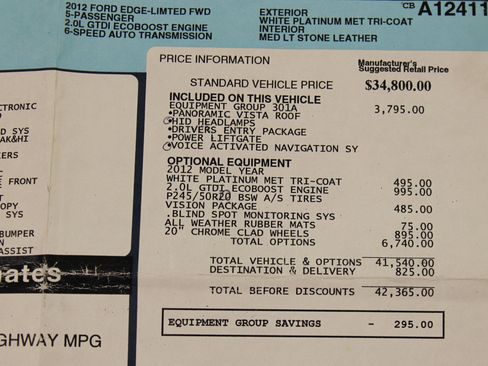 2012 FORD EDGE-LIMTED FWD
5-PASSENGER
2.0L GTDI ECOBOOST ENGINE
6-SPEED AUTO TRANSMISSION
EXTERIOR
WHITE PLATINUM MET TRI-COAT
INTERIOR
MED LT STONE LEATHER
CB A12411
PRICE INFORMATION
Manufacturer's
Suggested Retail Price
STANDARD VEHICLE PRICE $34,800.00
INCLUDED ON THIS VEHICLE
EQUIPMENT GROUP 301A 3,795.00
•PANORAMIC VISTA ROOF
•HID HEADLAMPS
•DRIVERS ENTRY PACKAGE
•POWER LIFTGATE
•VOICE ACTIVATED NAVIGATION SY
OPTIONAL EQUIPMENT
2012 MODEL YEAR
WHITE PLATINUM MET TRI-COAT 495.00
2.0L GTDI ECOBOOST ENGINE 995.00
P245/50R20 BSW A/S TIRES
VISION PACKAGE 485.00
.BLIND SPOT MONITORING SYS
ALL WEATHER RUBBER MATS 75.00
20" CHROME CLAD WHEELS 895.00
TOTAL OPTIONS 6,740.00
TOTAL VEHICLE & OPTIONS 41,540.00
DESTINATION & DELIVERY 825.00
TOTAL BEFORE DISCOUNTS 42,365.00
EQUIPMENT GROUP SAVINGS - 295.00
CTRONIC
D SYS
AK&HI
IERS
E FRONT
T
OPY
SYS
BUMPER
N
ASSIST
mates
GHWAY MPG